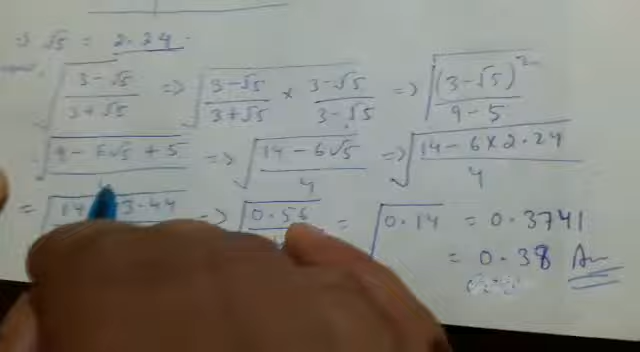 => √5 = 2.24
√((3-√5)/(3+√5)) => √((3-√5)/(3+√5) × (3-√5)/(3-√5)) => √((3-√5)²/(9-5))
√((9-6√5+5)/ => √((14-6√5)/4) => √((14-6×2.24)/4)
= √(14 3.44 => √(0.56 = √0.14 = 0.3741
= 0.38 Ans